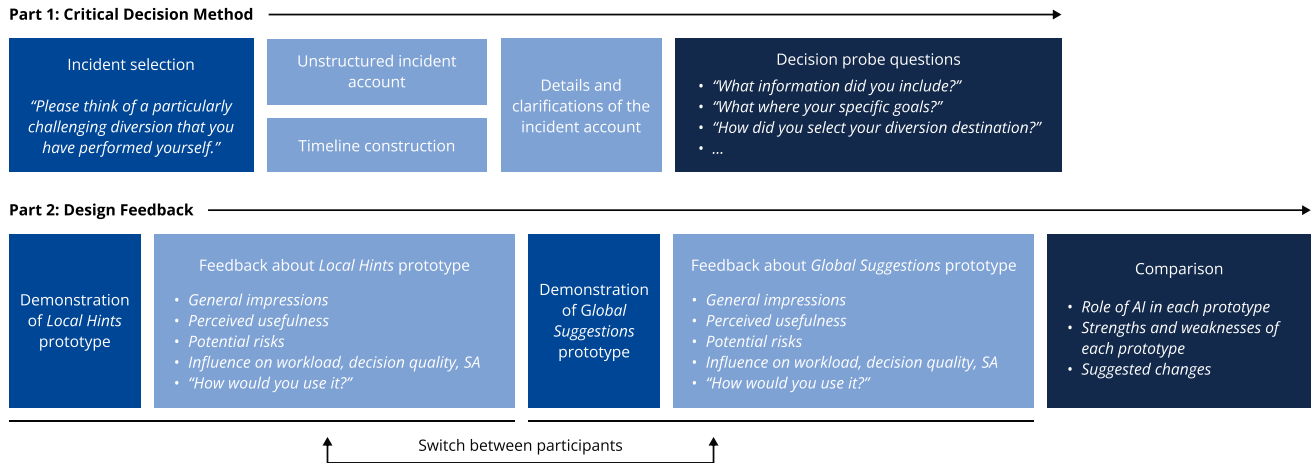 Part 1: Critical Decision Method
Incident selection
“Please think of a particularly
challenging diversion that you
have performed yourself.”
Unstructured incident
account
Timeline construction
Details and
clarifications of the
incident account
Decision probe questions
• “What information did you include?”
• “What where your specific goals?”
• “How did you select your diversion destination?”
• ...
Part 2: Design Feedback
Demonstration
of Local Hints
prototype
Feedback about Local Hints prototype
• General impressions
• Perceived usefulness
• Potential risks
• Influence on workload, decision quality, SA
• “How would you use it?”
Demonstration
of Global
Suggestions
prototype
Feedback about Global Suggestions prototype
• General impressions
• Perceived usefulness
• Potential risks
• Influence on workload, decision quality, SA
• “How would you use it?”
Comparison
• Role of AI in each prototype
• Strengths and weaknesses of
each prototype
• Suggested changes
Switch between participants